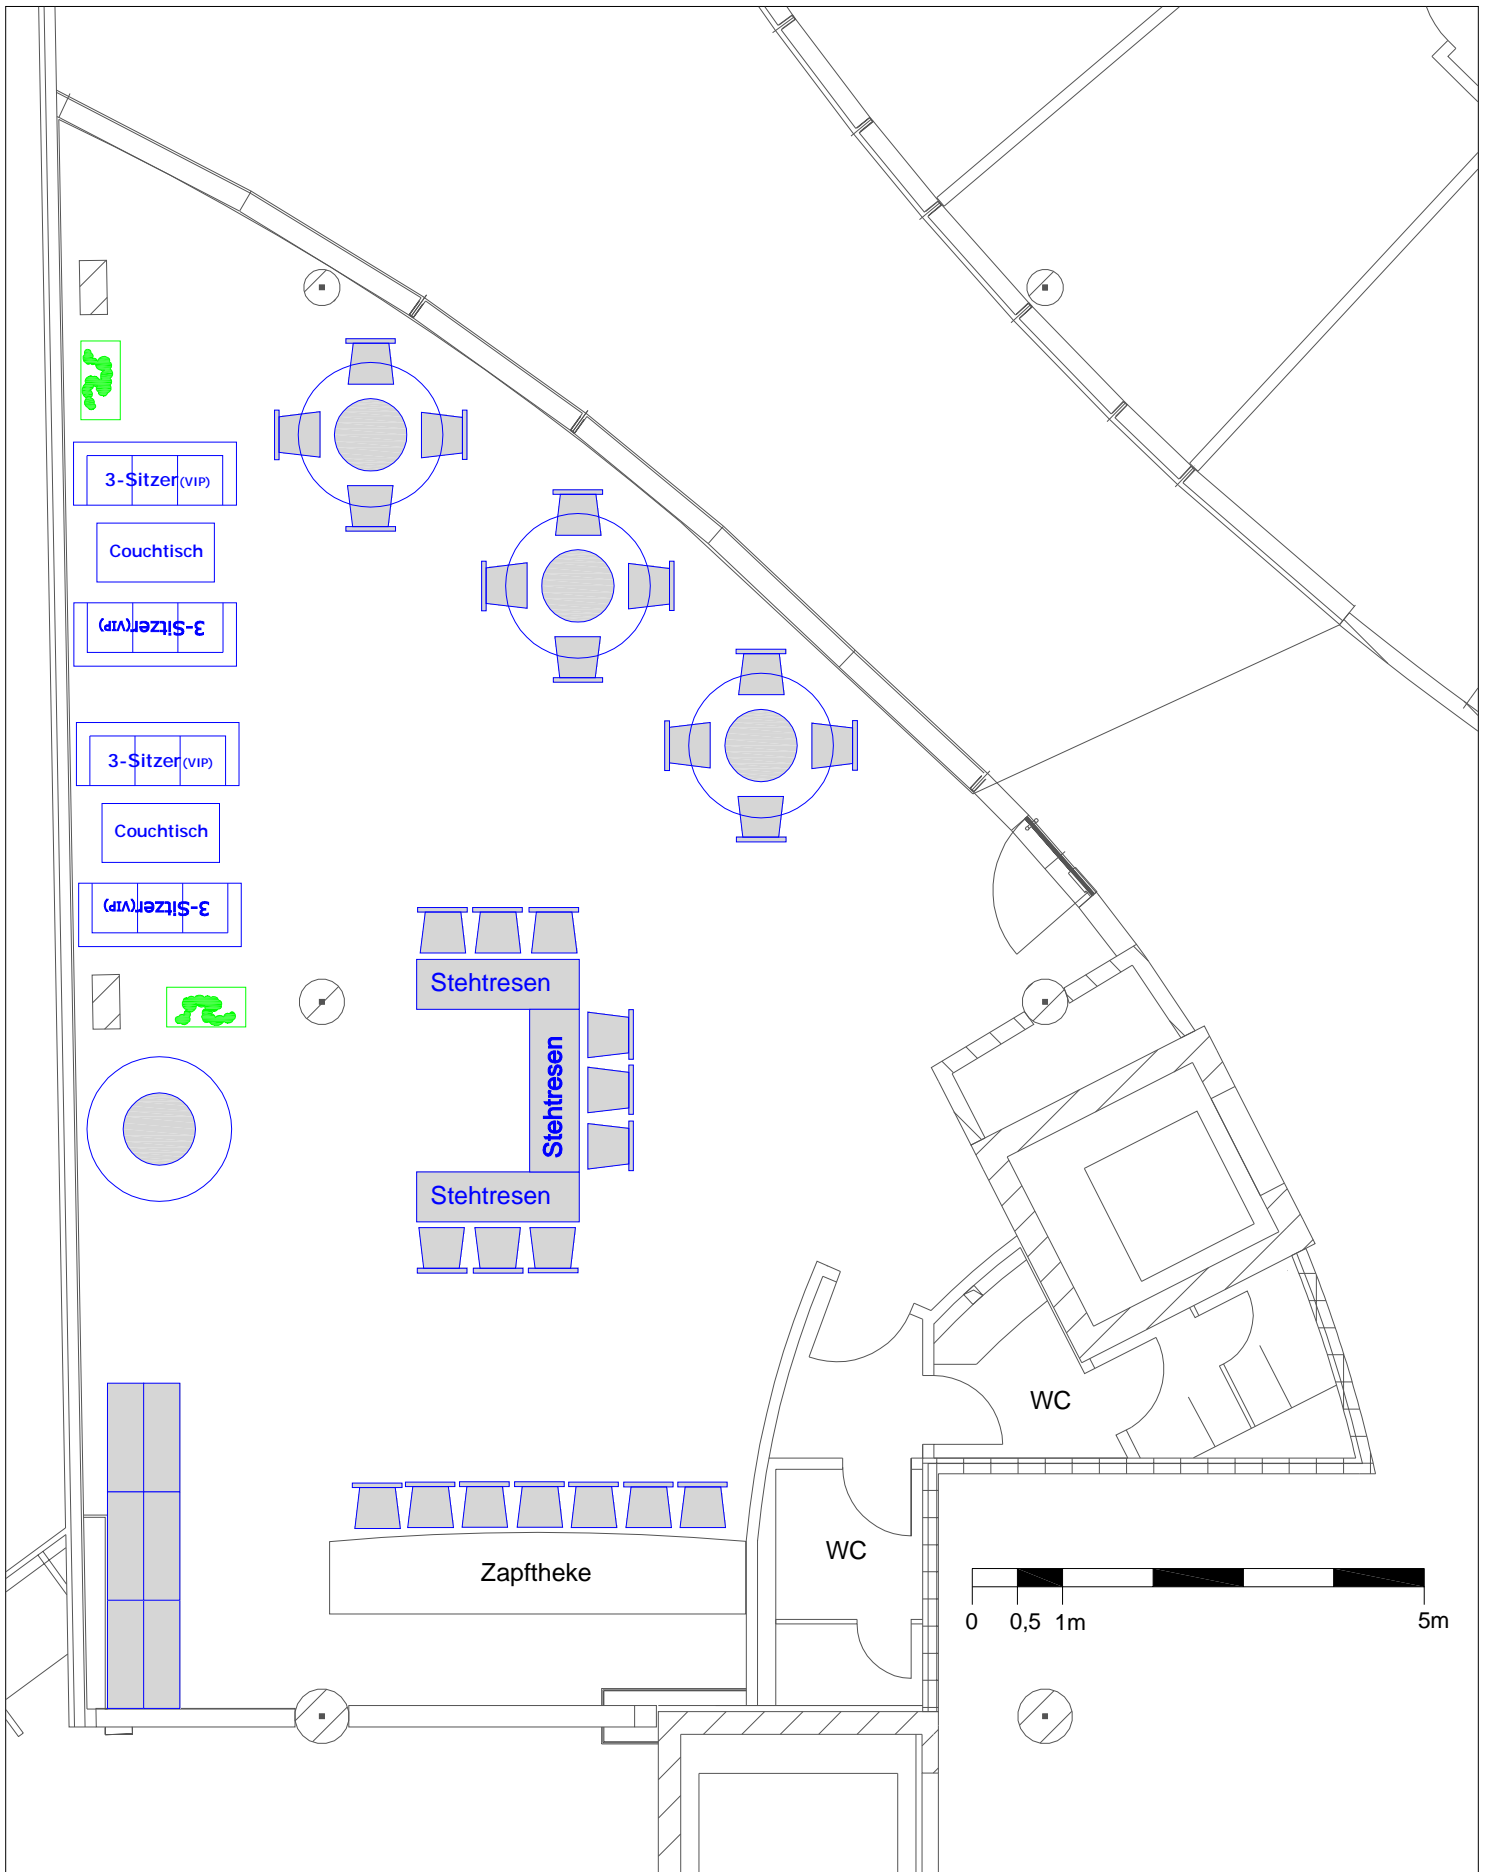 3-Sitzer(VIP)
Couchtisch
3-Sitzer(VIP)
3-Sitzer(VIP)
Couchtisch
3-Sitzer(VIP)
Stehtresen
Stehtresen
Stehtresen
WC
WC
Zapftheke
0 0,5 1m 5m